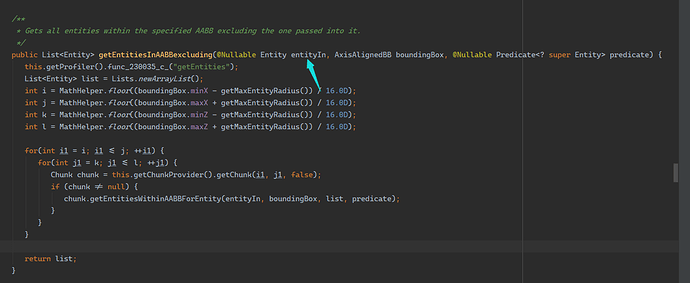 /**
 * Gets all entities within the specified AABB excluding the one passed into it.
 */
public List<Entity> getEntitiesInAABBexcluding(@Nullable Entity entityIn, AxisAlignedBB boundingBox, @Nullable Predicate<? super Entity> predicate) {
   this.getProfiler().func_230035_c_("getEntities");
   List<Entity> list = Lists.newArrayList();
   int i = MathHelper.floor((boundingBox.minX − getMaxEntityRadius()) / 16.0D);
   int j = MathHelper.floor((boundingBox.maxX + getMaxEntityRadius()) / 16.0D);
   int k = MathHelper.floor((boundingBox.minZ − getMaxEntityRadius()) / 16.0D);
   int l = MathHelper.floor((boundingBox.maxZ + getMaxEntityRadius()) / 16.0D);
   for(int i1 = i; i1 ≤ j; ++i1) {
      for(int j1 = k; j1 ≤ l; ++j1) {
         Chunk chunk = this.getChunkProvider().getChunk(i1, j1, false);
         if (chunk ≠ null) {
            chunk.getEntitiesWithinAABBForEntity(entityIn, boundingBox, list, predicate);
         }
      }
   }
   return list;
}